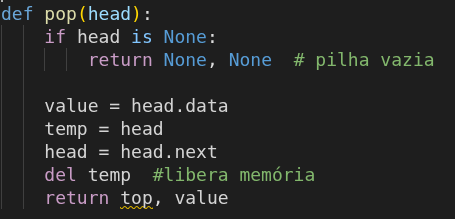 def pop(head):
    if head is None:
        return None, None  # pilha vazia

    value = head.data
    temp = head
    head = head.next
    del temp  #libera memória
    return top, value